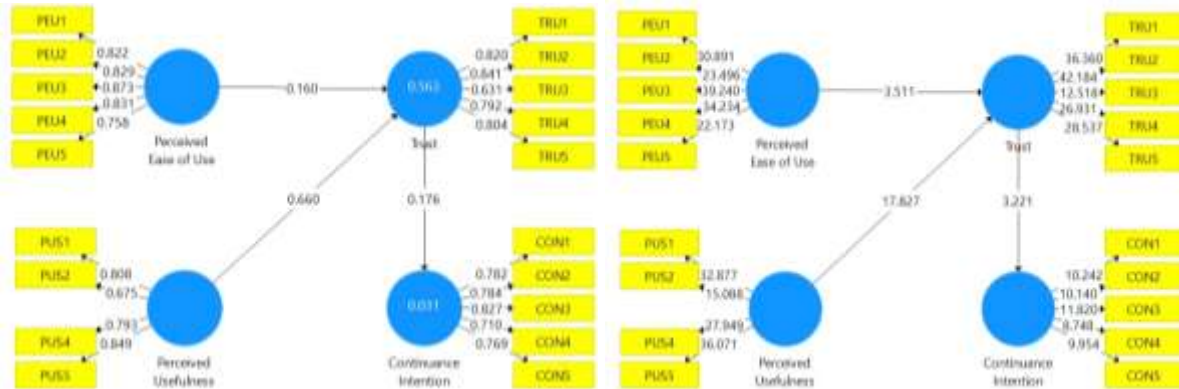 PEU1
PEU2
PEU3
PEU4
PEU5
0.822
0.829
0.873
0.831
0.758
Perceived
Ease of Use
0.160
0.563
Trust
0.820
0.841
0.631
0.792
0.804
TRU1
TRU2
TRU3
TRU4
TRU5
0.660
0.176
PUS1
PUS2
PUS4
PUS5
0.808
0.675
0.793
0.849
Perceived
Usefulness
0.031
Continuance
Intention
0.782
0.784
0.827
0.710
0.769
CON1
CON2
CON3
CON4
CON5
PEU1
PEU2
PEU3
PEU4
PEU5
30.891
23.496
39.240
34.234
22.173
Perceived
Ease of Use
3.511
Trust
36.360
42.184
12.518
26.931
28.537
TRU1
TRU2
TRU3
TRU4
TRU5
17.827
3.221
PUS1
PUS2
PUS4
PUS5
32.877
15.088
27.949
36.071
Perceived
Usefulness
Continuance
Intention
10.242
10.140
11.820
8.748
9.954
CON1
CON2
CON3
CON4
CON5